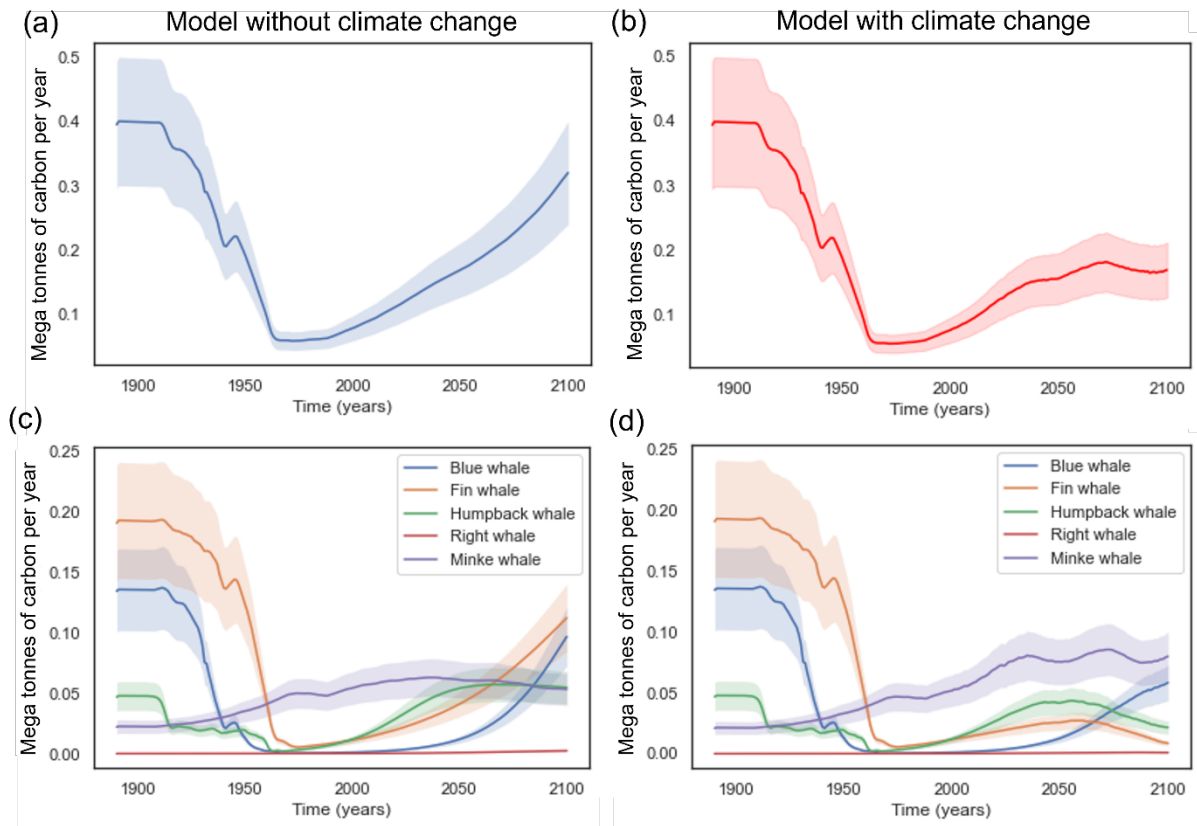 (a) Model without climate change
(b) Model with climate change
Mega tonnes of carbon per year
0.5
0.4
0.3
0.2
0.1
1900 1950 2000 2050 2100
Time (years)
Mega tonnes of carbon per year
0.5
0.4
0.3
0.2
0.1
1900 1950 2000 2050 2100
Time (years)
(c)
Mega tonnes of carbon per year
0.25
0.20
0.15
0.10
0.05
0.00
Blue whale
Fin whale
Humpback whale
Right whale
Minke whale
1900 1950 2000 2050 2100
Time (years)
(d)
Mega tonnes of carbon per year
0.25
0.20
0.15
0.10
0.05
0.00
Blue whale
Fin whale
Humpback whale
Right whale
Minke whale
1900 1950 2000 2050 2100
Time (years)